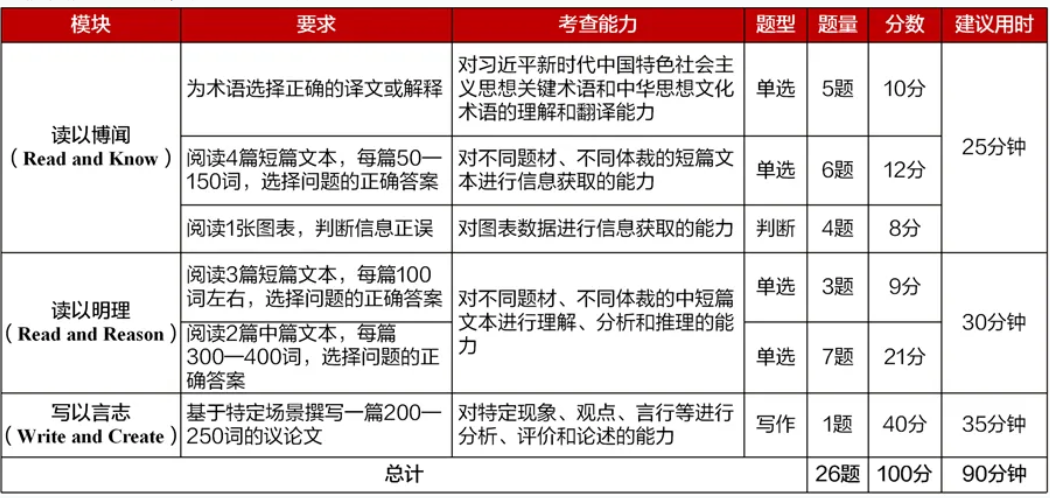 模块 要求 考查能力 题型 题量 分数 建议用时
读以博闻
（Read and Know）
为术语选择正确的译文或解释
对习近平新时代中国特色社会主
义思想关键术语和中华思想文化
术语的理解和翻译能力
单选 5题 10分
25分钟
阅读4篇短篇文本，每篇50—
150词，选择问题的正确答案
对不同题材、不同体裁的短篇文
本进行信息获取的能力
单选 6题 12分
阅读1张图表，判断信息正误
对图表数据进行信息获取的能力
判断 4题 8分
读以明理
（Read and Reason）
阅读3篇短篇文本，每篇100
词左右，选择问题的正确答案
对不同题材、不同体裁的中短篇
文本进行理解、分析和推理的能
力
单选 3题 9分
30分钟
阅读2篇中篇文本，每篇
300—400词，选择问题的正
确答案
单选 7题 21分
写以言志
（Write and Create）
基于特定场景撰写一篇200—
250词的议论文
对特定现象、观点、言行等进行
分析、评价和论述的能力
写作 1题 40分 35分钟
总计 26题 100分 90分钟